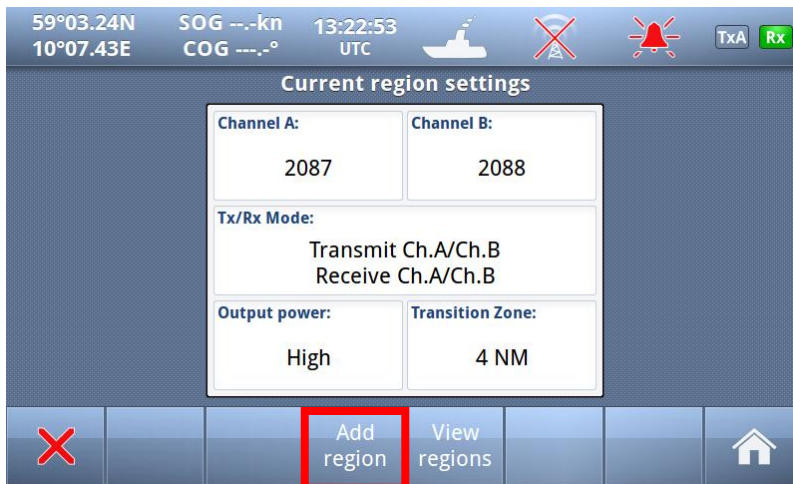 59°03.24N SOG --.-kn 13:22:53
10°07.43E COG ---.-° UTC TxA Rx
Current region settings
Channel A: Channel B:
2087 2088
Tx/Rx Mode:
Transmit Ch.A/Ch.B
Receive Ch.A/Ch.B
Output power: Transition Zone:
High 4 NM
Add View
region regions